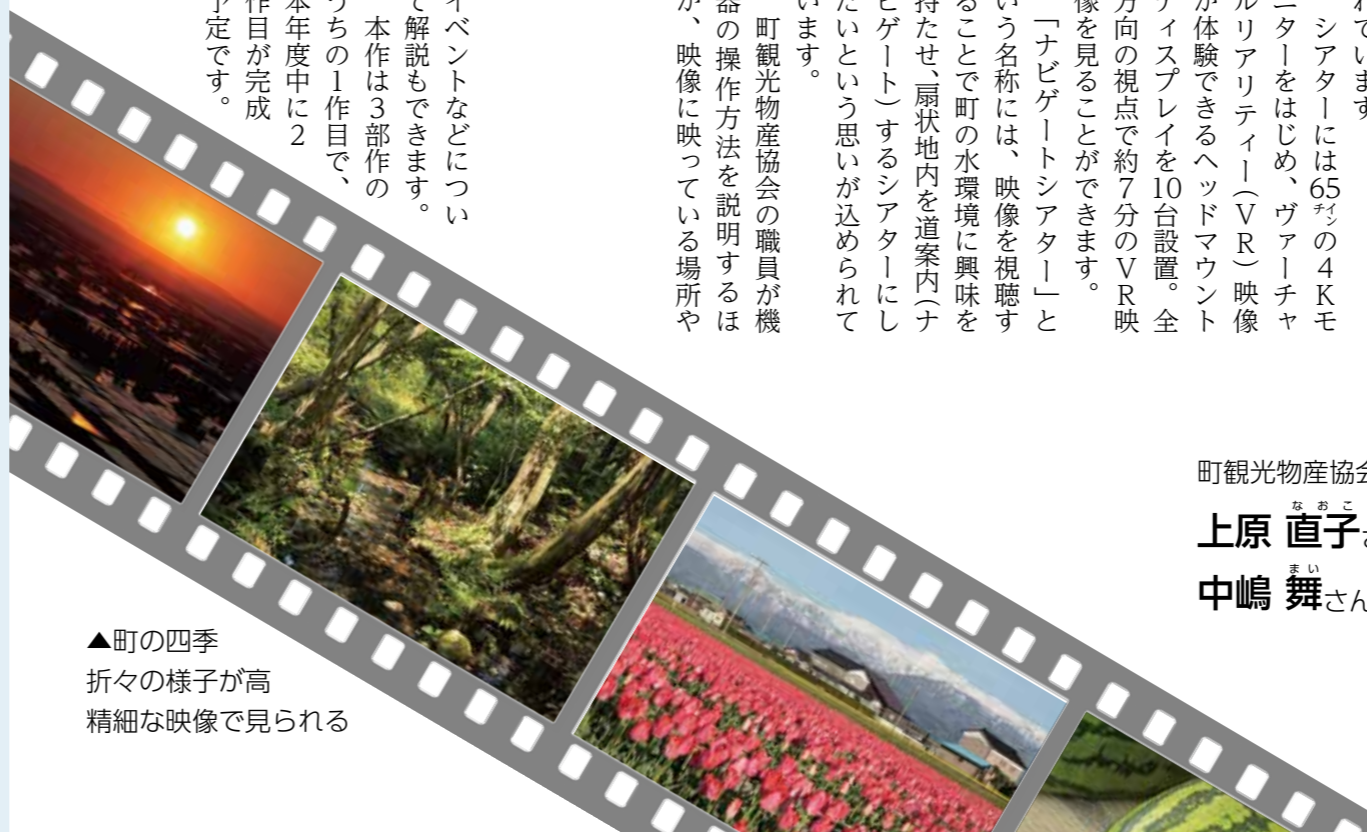 れています
シアターには65㌅の4Kモ
ニターをはじめ、ヴァーチャ
ルリアリティー(VR)映像
が体験できるヘッドマウント
ディスプレイを10台設置。全
方向の視点で約7分のVR映
像を見ることができます。
「ナビゲートシアター」と
いう名称には、映像を視聴す
ることで町の水環境に興味を
持たせ、扇状地内を道案内(ナ
ビゲート)するシアターにし
たいという思いが込められて
います。
町観光物産協会の職員が機
器の操作方法を説明するほ
か、映像に映っている場所や
イベントなどについ
て解説もできます。
本作は3部作の
うちの1作目で、
本年度中に2
作目が完成
予定です。
町観光物産協会
なおこ
上原 直子さ
まい
中嶋 舞さん
▲町の四季
折々の様子が高
精細な映像で見られる